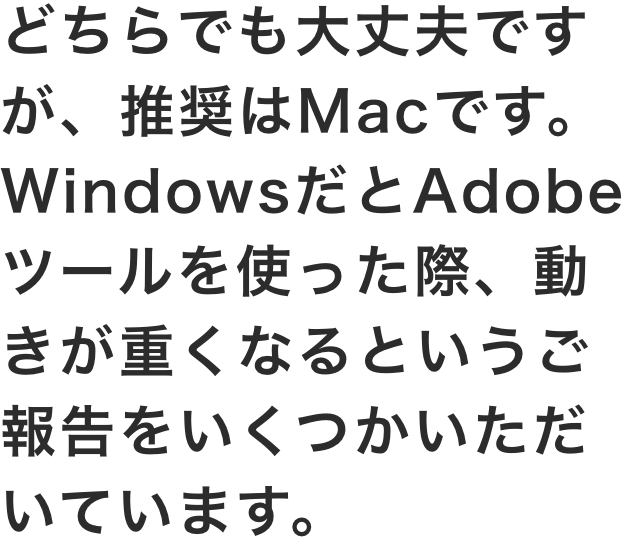 どちらでも大丈夫です
が、推奨はMacです。
WindowsだとAdobe
ツールを使った際、動
きが重くなるというご
報告をいくつかいただ
いています。